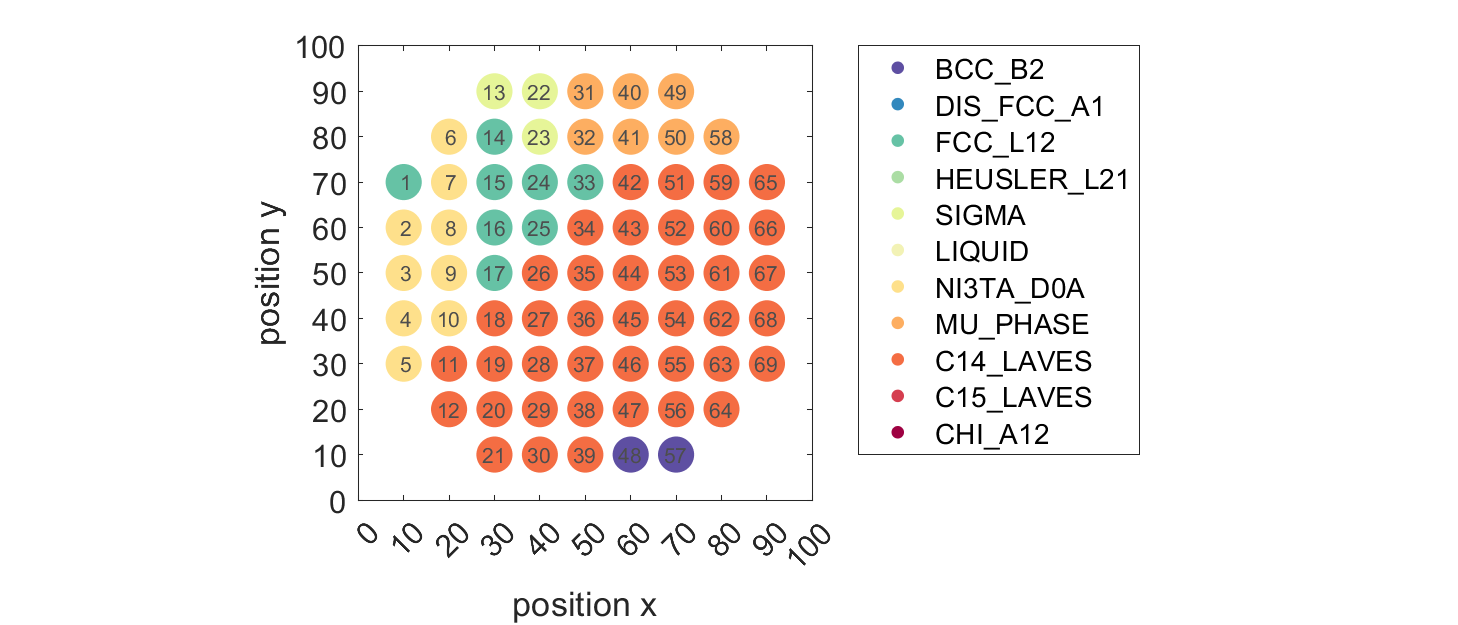 100
90
80
70
60
50
40
30
20
10
0
13 22 31 40 49
6 14 23 32 41 50 58
1 7 15 24 33 42 51 59 65
2 8 16 25 34 43 52 60 66
3 9 17 26 35 44 53 61 67
4 10 18 27 36 45 54 62 68
5 11 19 28 37 46 55 63 69
12 20 29 38 47 56 64
21 30 39 48 57
0 10 20 30 40 50 60 70 80 90 100
position x
position y
BCC_B2
DIS_FCC_A1
FCC_L12
HEUSLER_L21
SIGMA
LIQUID
NI3TA_D0A
MU_PHASE
C14_LAVES
C15_LAVES
CHI_A12